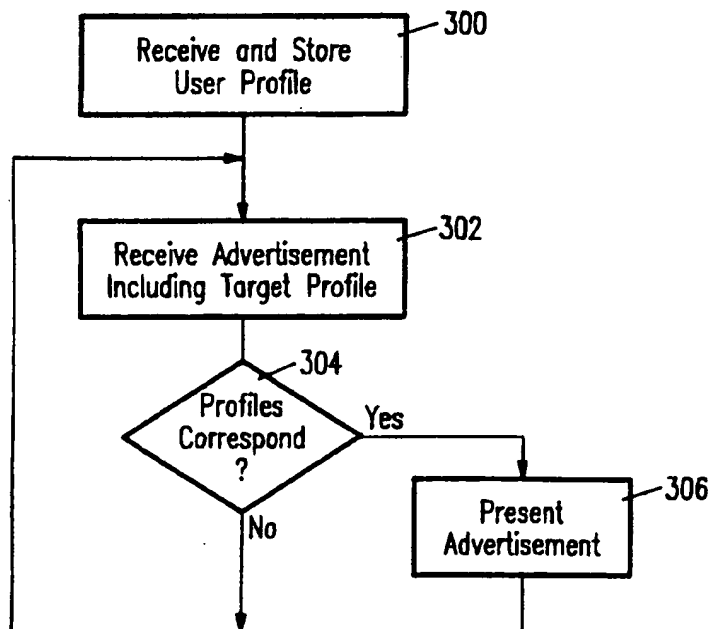 Receive and Store
User Profile
300
Receive Advertisement
Including Target Profile
302
304
Profiles
Correspond
?
Yes
No
Present
Advertisement
306